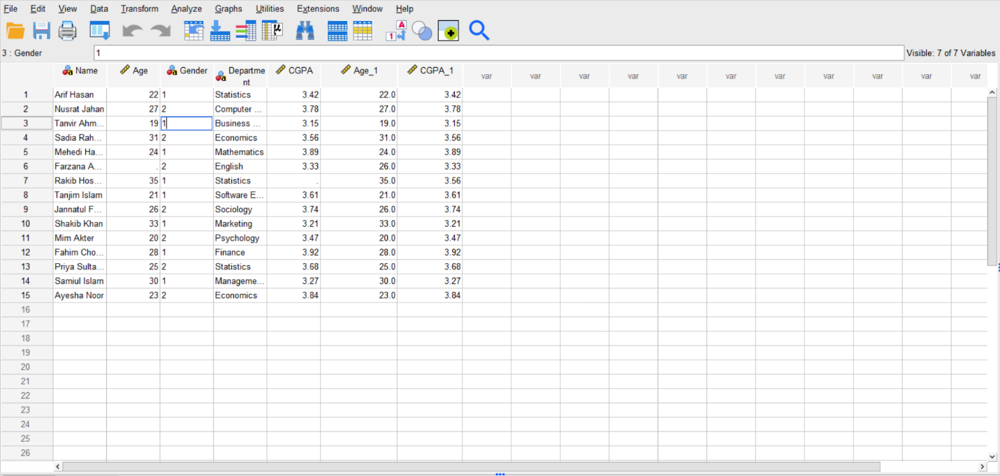 File Edit View Data Transform Analyze Graphs Utilities Extensions Window Help
A
1
μ
a
3 : Gender 1 Visible: 7 of 7 Variables
Name Age Gender Departme
nt CGPA Age_1 CGPA_1 var var var var var var var var var var var
1 Arif Hasan 22 1 Statistics 3.42 22.0 3.42
2 Nusrat Jahan 27 2 Computer ... 3.78 27.0 3.78
3 Tanvir Ahm... 19 1 Business ... 3.15 19.0 3.15
4 Sadia Rah... 31 2 Economics 3.56 31.0 3.56
5 Mehedi Ha... 24 1 Mathematics 3.89 24.0 3.89
6 Farzana A... . 2 English 3.33 26.0 3.33
7 Rakib Hos... 35 1 Statistics . 35.0 3.56
8 Tanjim Islam 21 1 Software E... 3.61 21.0 3.61
9 Jannatul F... 26 2 Sociology 3.74 26.0 3.74
10 Shakib Khan 33 1 Marketing 3.21 33.0 3.21
11 Mim Akter 20 2 Psychology 3.47 20.0 3.47
12 Fahim Cho... 28 1 Finance 3.92 28.0 3.92
13 Priya Sulta... 25 2 Statistics 3.68 25.0 3.68
14 Samiul Islam 30 1 Manageme... 3.27 30.0 3.27
15 Ayesha Noor 23 2 Economics 3.84 23.0 3.84
16
17
18
19
20
21
22
23
24
25
26